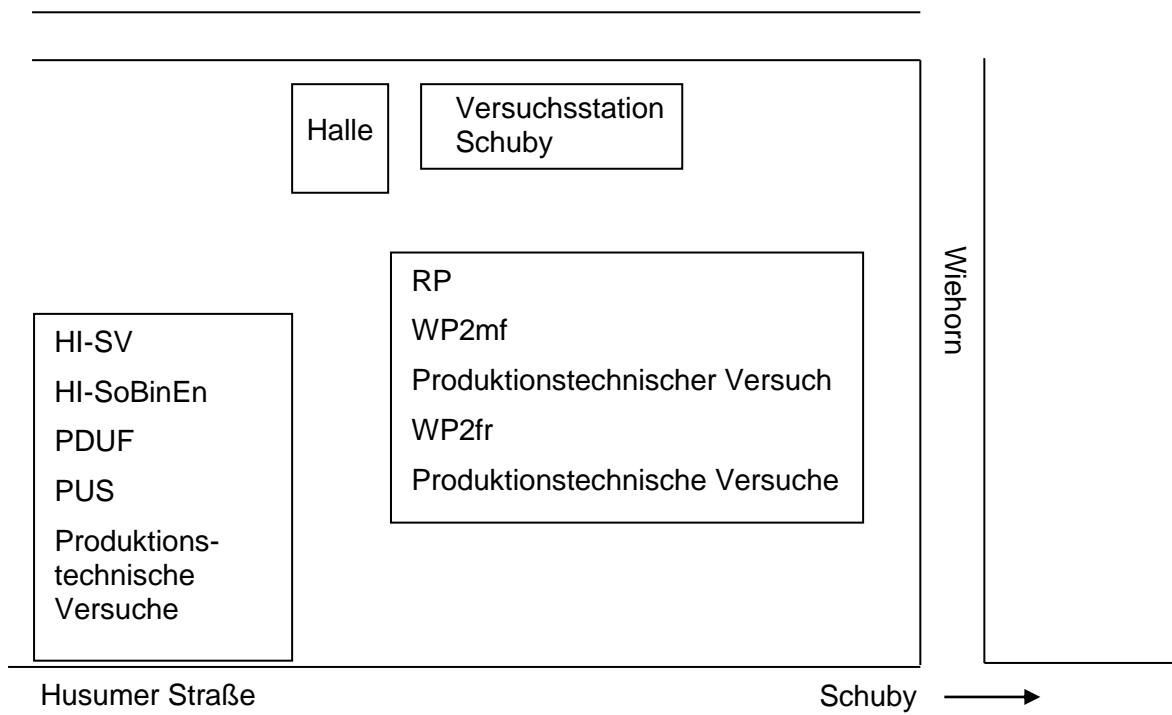 Halle
Versuchsstation
Schuby
RP
WP2mf
Produktionstechnischer Versuch
WP2fr
Produktionstechnische Versuche
HI-SV
HI-SoBinEn
PDUF
PUS
Produktions-
technische
Versuche
Wiehorn
Husumer Straße
Schuby